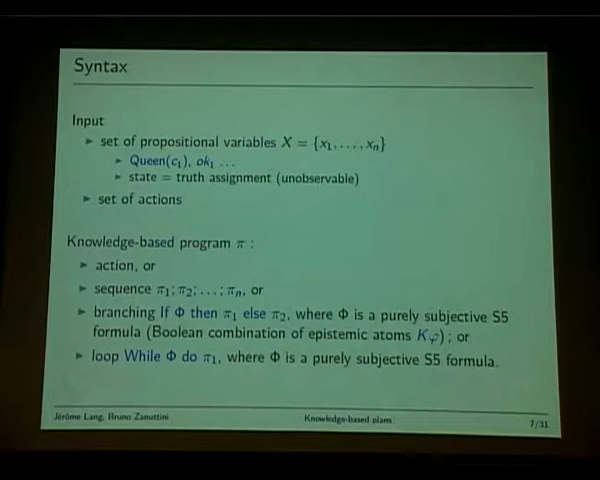 Syntax
Input
► set of propositional variables X = {x₁, . . . , xₙ}
► Queen(c₁), ok₁ . . .
► state = truth assignment (unobservable)
► set of actions
Knowledge-based program π :
► action, or
► sequence π₁; π₂; . . . ; πₙ, or
► branching If Φ then π₁ else π₂, where Φ is a purely subjective S5
formula (Boolean combination of epistemic atoms Kφ) ; or
► loop While Φ do π₁, where Φ is a purely subjective S5 formula.
Jérôme Lang, Bruno Zanuttini Knowledge-based plans 7/31